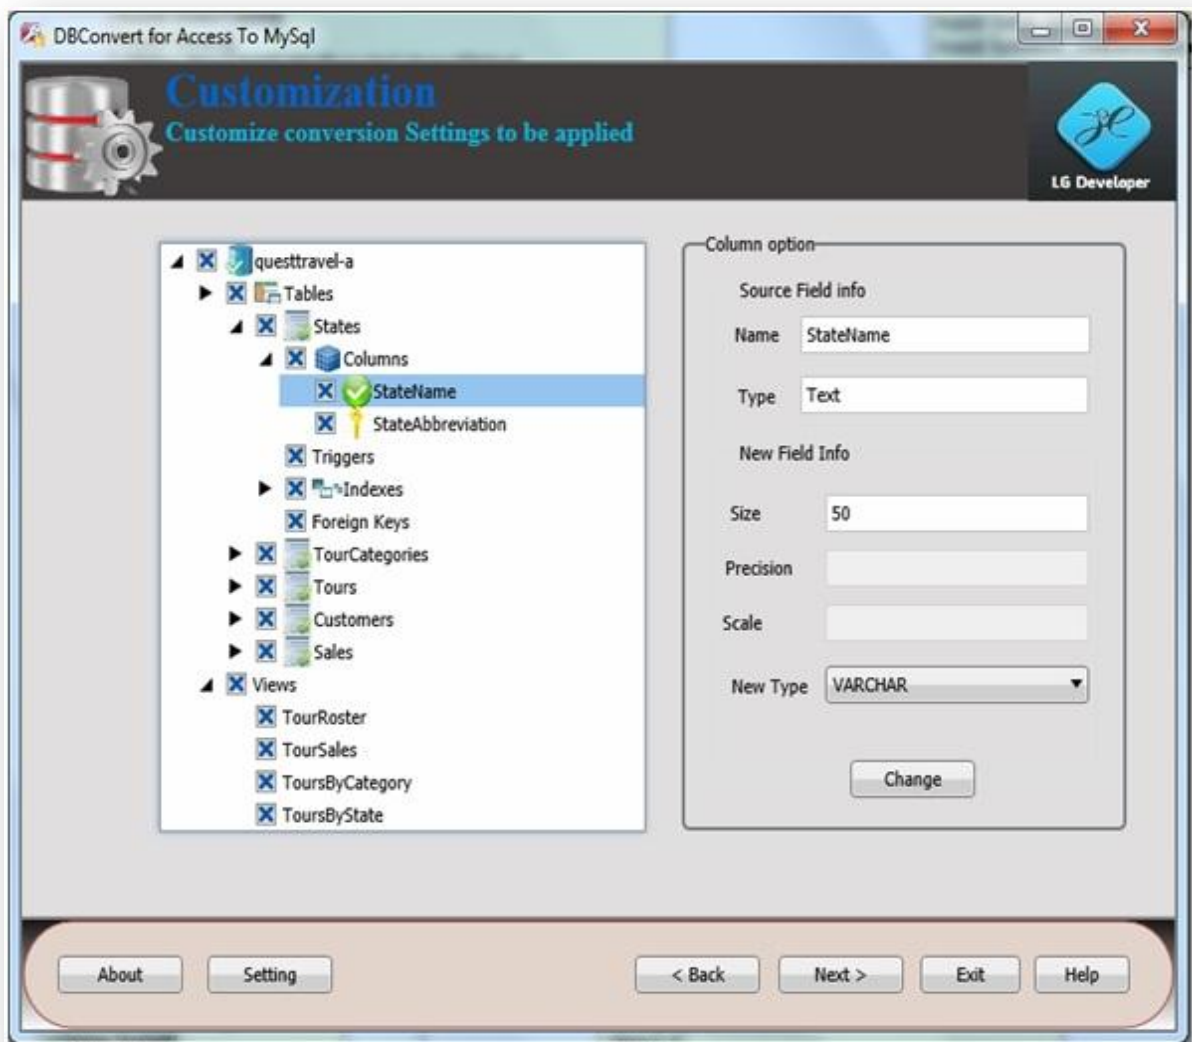 DBConvert for Access To MySql
Customization
Customize conversion Settings to be applied
LG Developer
questtravel-a
Tables
States
Columns
StateName
StateAbbreviation
Triggers
Indexes
Foreign Keys
TourCategories
Tours
Customers
Sales
Views
TourRoster
TourSales
ToursByCategory
ToursByState
Column option
Source Field info
Name StateName
Type Text
New Field Info
Size 50
Precision
Scale
New Type VARCHAR
Change
About Setting < Back Next > Exit Help